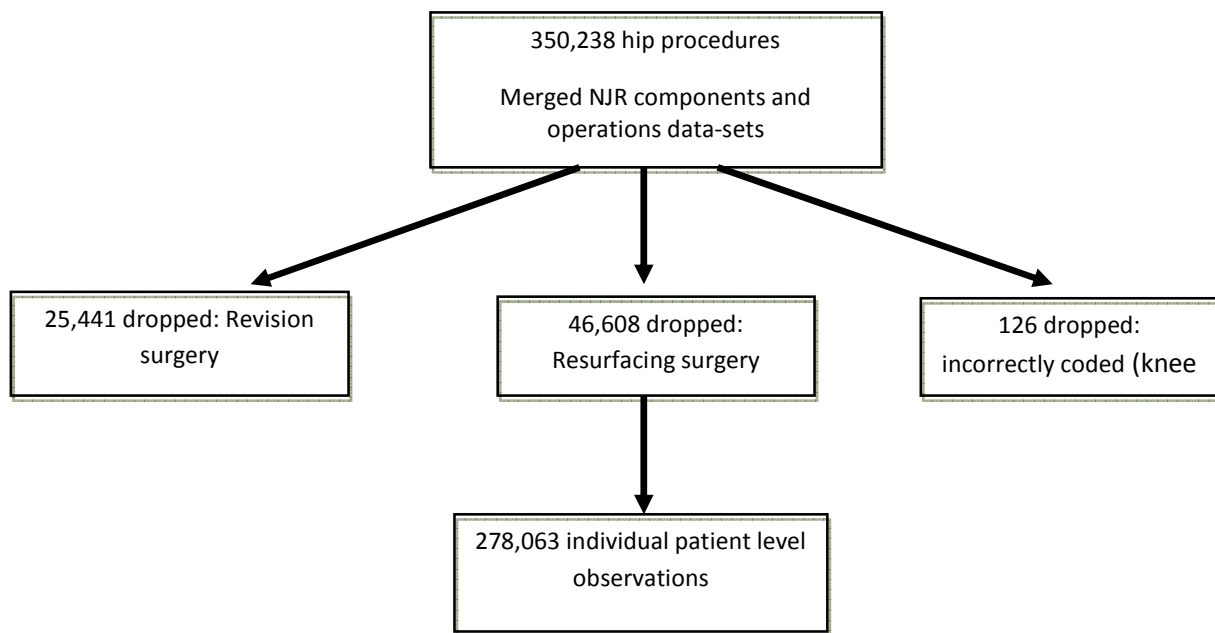 350,238 hip procedures
Merged NJR components and
operations data-sets
25,441 dropped: Revision
surgery
46,608 dropped:
Resurfacing surgery
126 dropped:
incorrectly coded (knee
278,063 individual patient level
observations